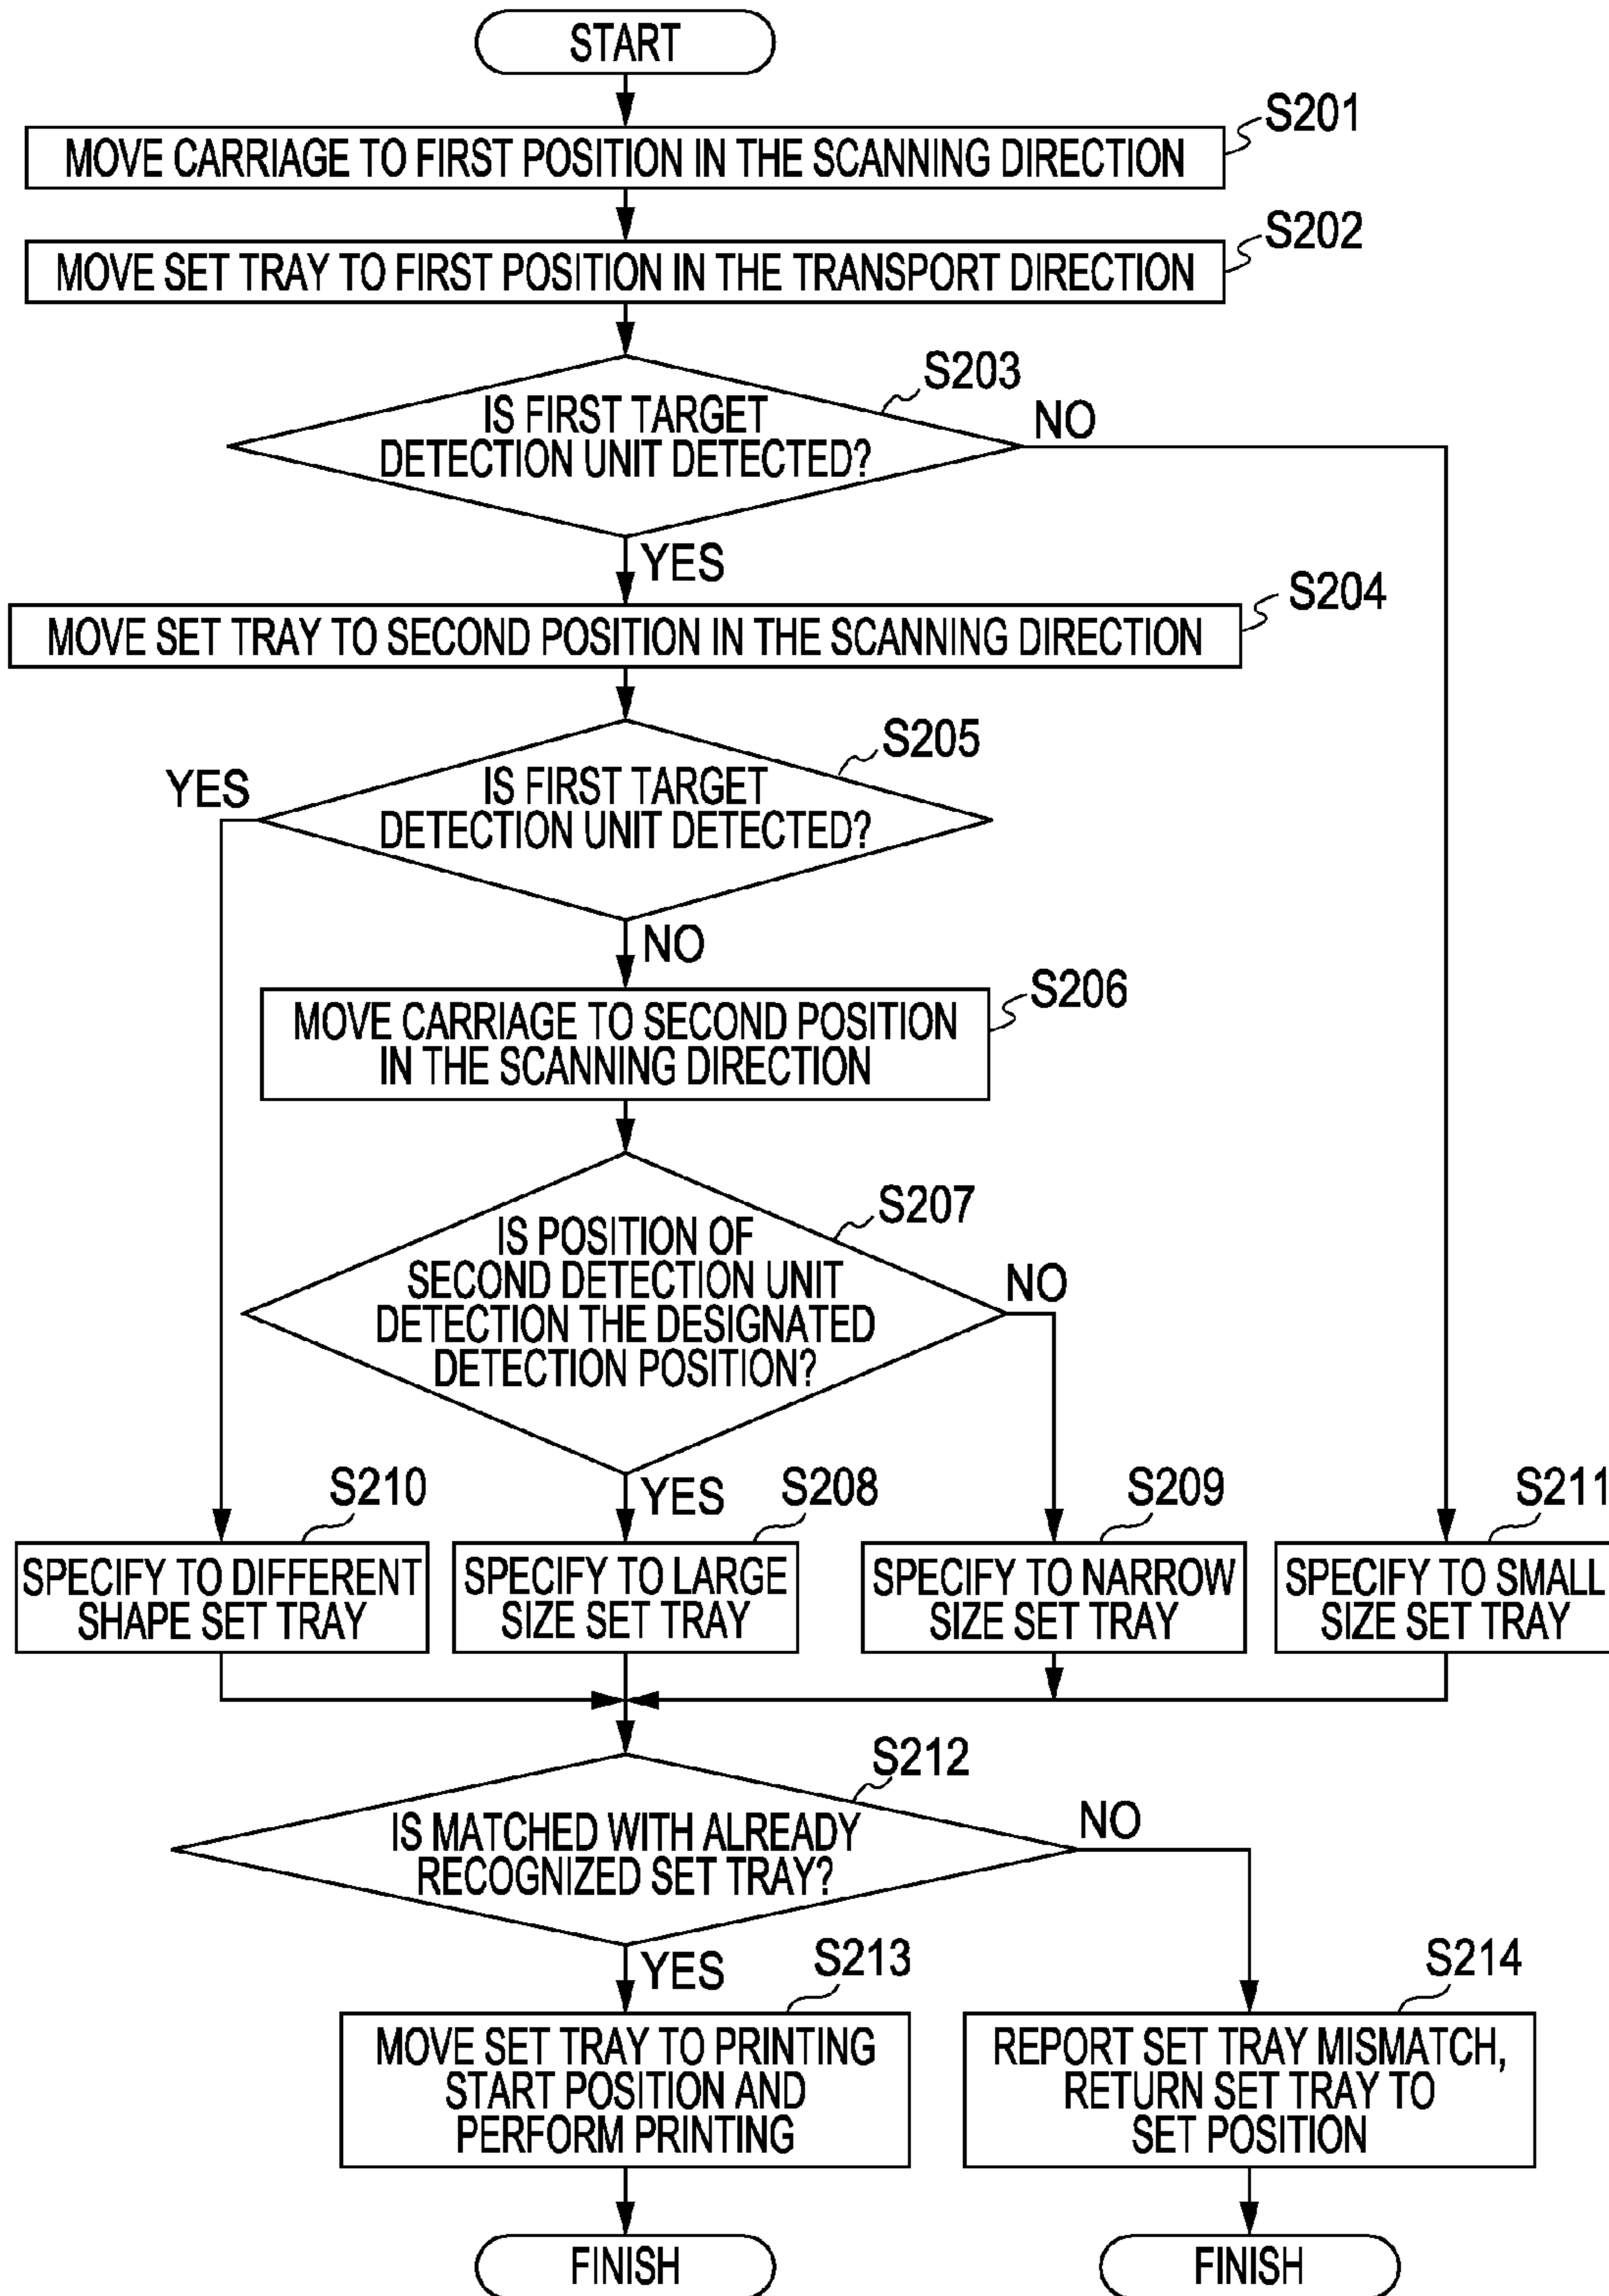 START
S201
MOVE CARRIAGE TO FIRST POSITION IN THE SCANNING DIRECTION
S202
MOVE SET TRAY TO FIRST POSITION IN THE TRANSPORT DIRECTION
S203
IS FIRST TARGET
DETECTION UNIT DETECTED?
NO
YES
S204
MOVE SET TRAY TO SECOND POSITION IN THE SCANNING DIRECTION
S205
YES
IS FIRST TARGET
DETECTION UNIT DETECTED?
NO
S206
MOVE CARRIAGE TO SECOND POSITION
IN THE SCANNING DIRECTION
S207
IS POSITION OF
SECOND DETECTION UNIT
DETECTION THE DESIGNATED
DETECTION POSITION?
NO
YES
S210
SPECIFY TO DIFFERENT
SHAPE SET TRAY
S208
SPECIFY TO LARGE
SIZE SET TRAY
S209
SPECIFY TO NARROW
SIZE SET TRAY
S211
SPECIFY TO SMALL
SIZE SET TRAY
S212
IS MATCHED WITH ALREADY
RECOGNIZED SET TRAY?
NO
YES
S213
MOVE SET TRAY TO PRINTING
START POSITION AND
PERFORM PRINTING
S214
REPORT SET TRAY MISMATCH,
RETURN SET TRAY TO
SET POSITION
FINISH
FINISH